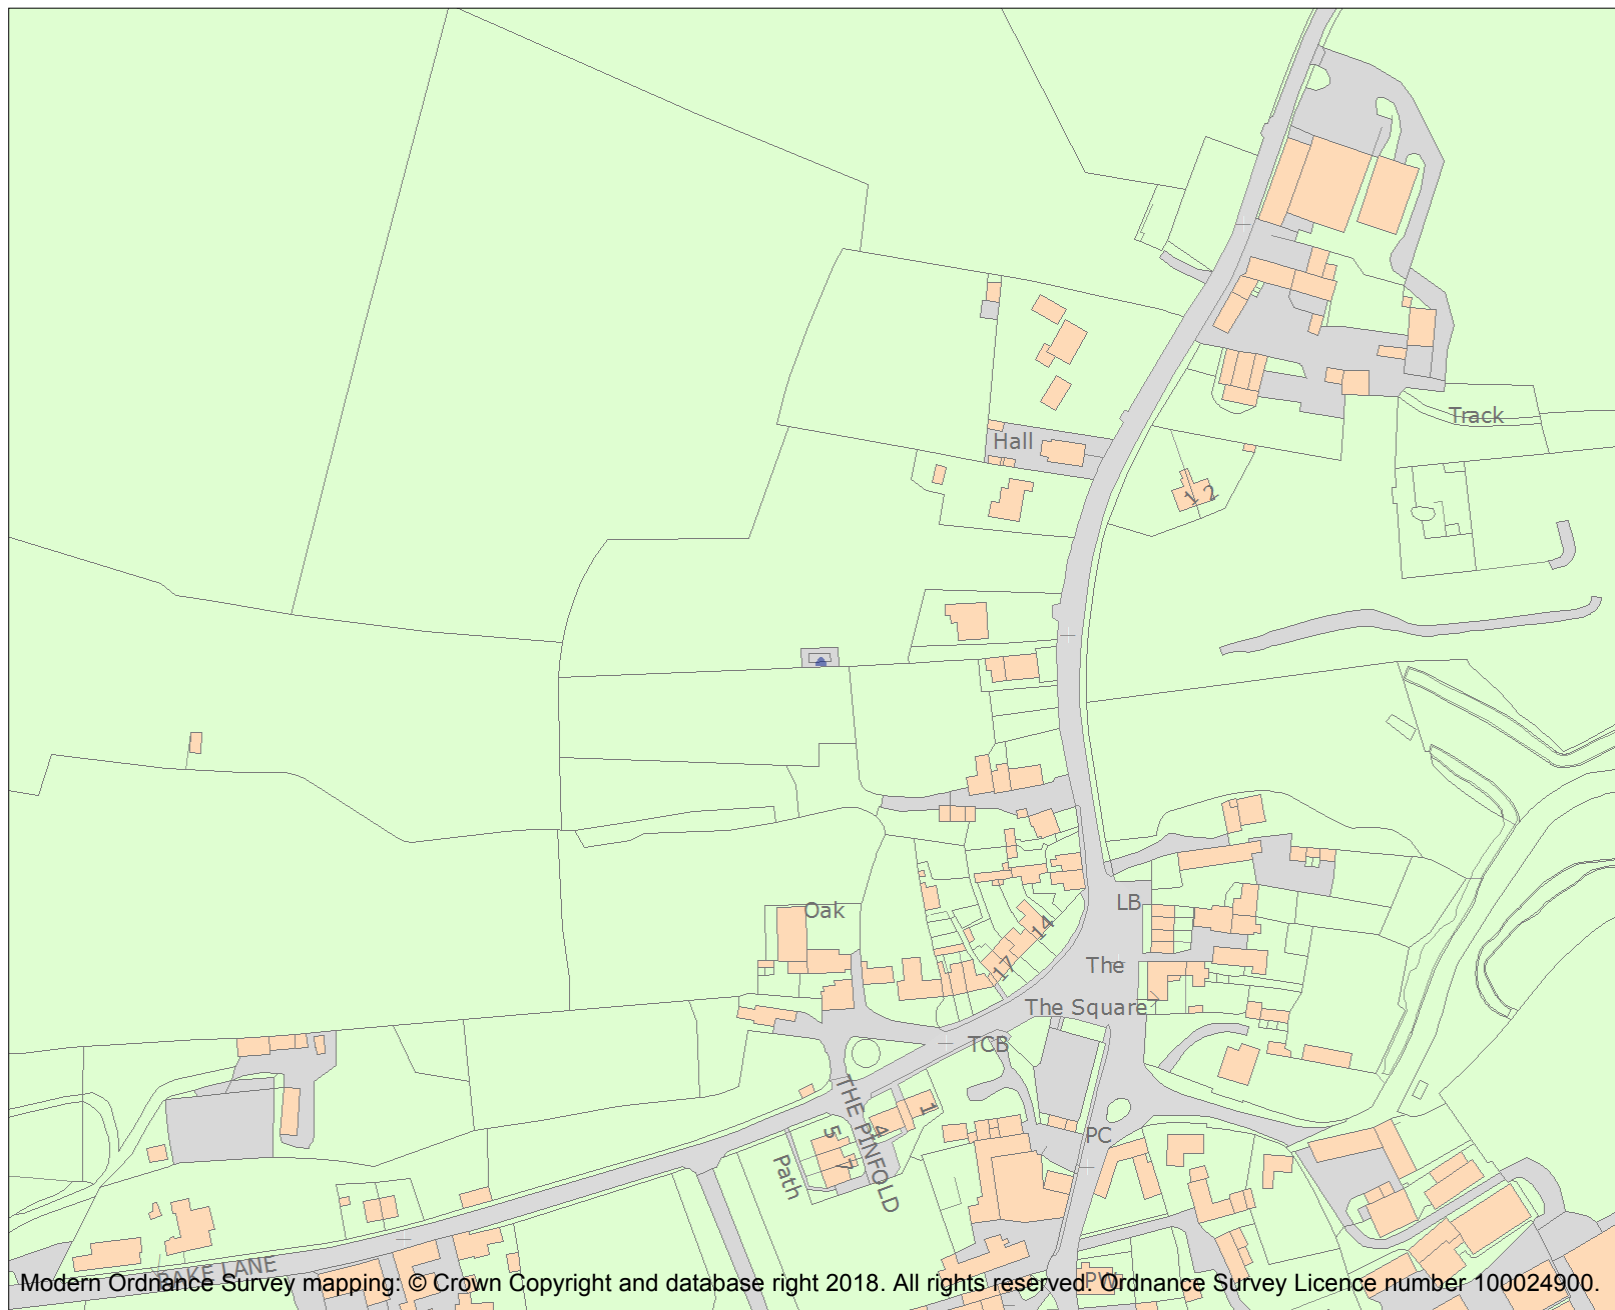 Track
Hall
1 2
Oak
LB
14
The
17
The Square
TCB
THE PINFOLD
1
4
5
7
PC
Path
PW
Modern Ordnance Survey mapping: © Crown Copyright and database right 2018. All rights reserved. Ordnance Survey Licence number 100024900.